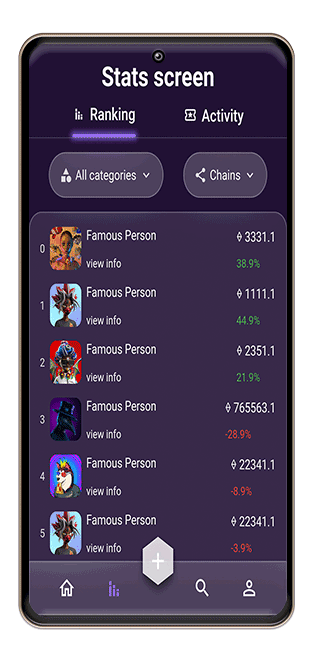 Stats screen
Ranking Activity
All categories Chains
0 Famous Person 3331.1
view info 38.9%
1 Famous Person 1111.1
view info 44.9%
2 Famous Person 2351.1
view info 21.9%
3 Famous Person 765563.1
view info -28.9%
4 Famous Person 22341.1
view info -8.9%
5 Famous Person 22341.1
view info -3.9%